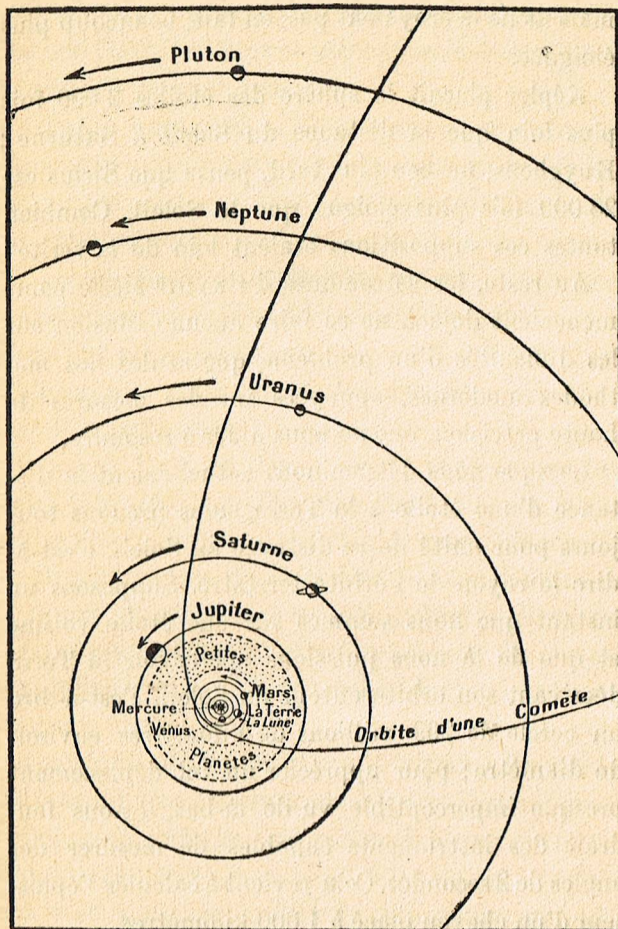 Pluton
Neptune
Uranus
Saturne
Jupiter
Petites
Mars
Mercure
La Terre
La Lune
Vénus
Planètes
Orbite d'une Comète